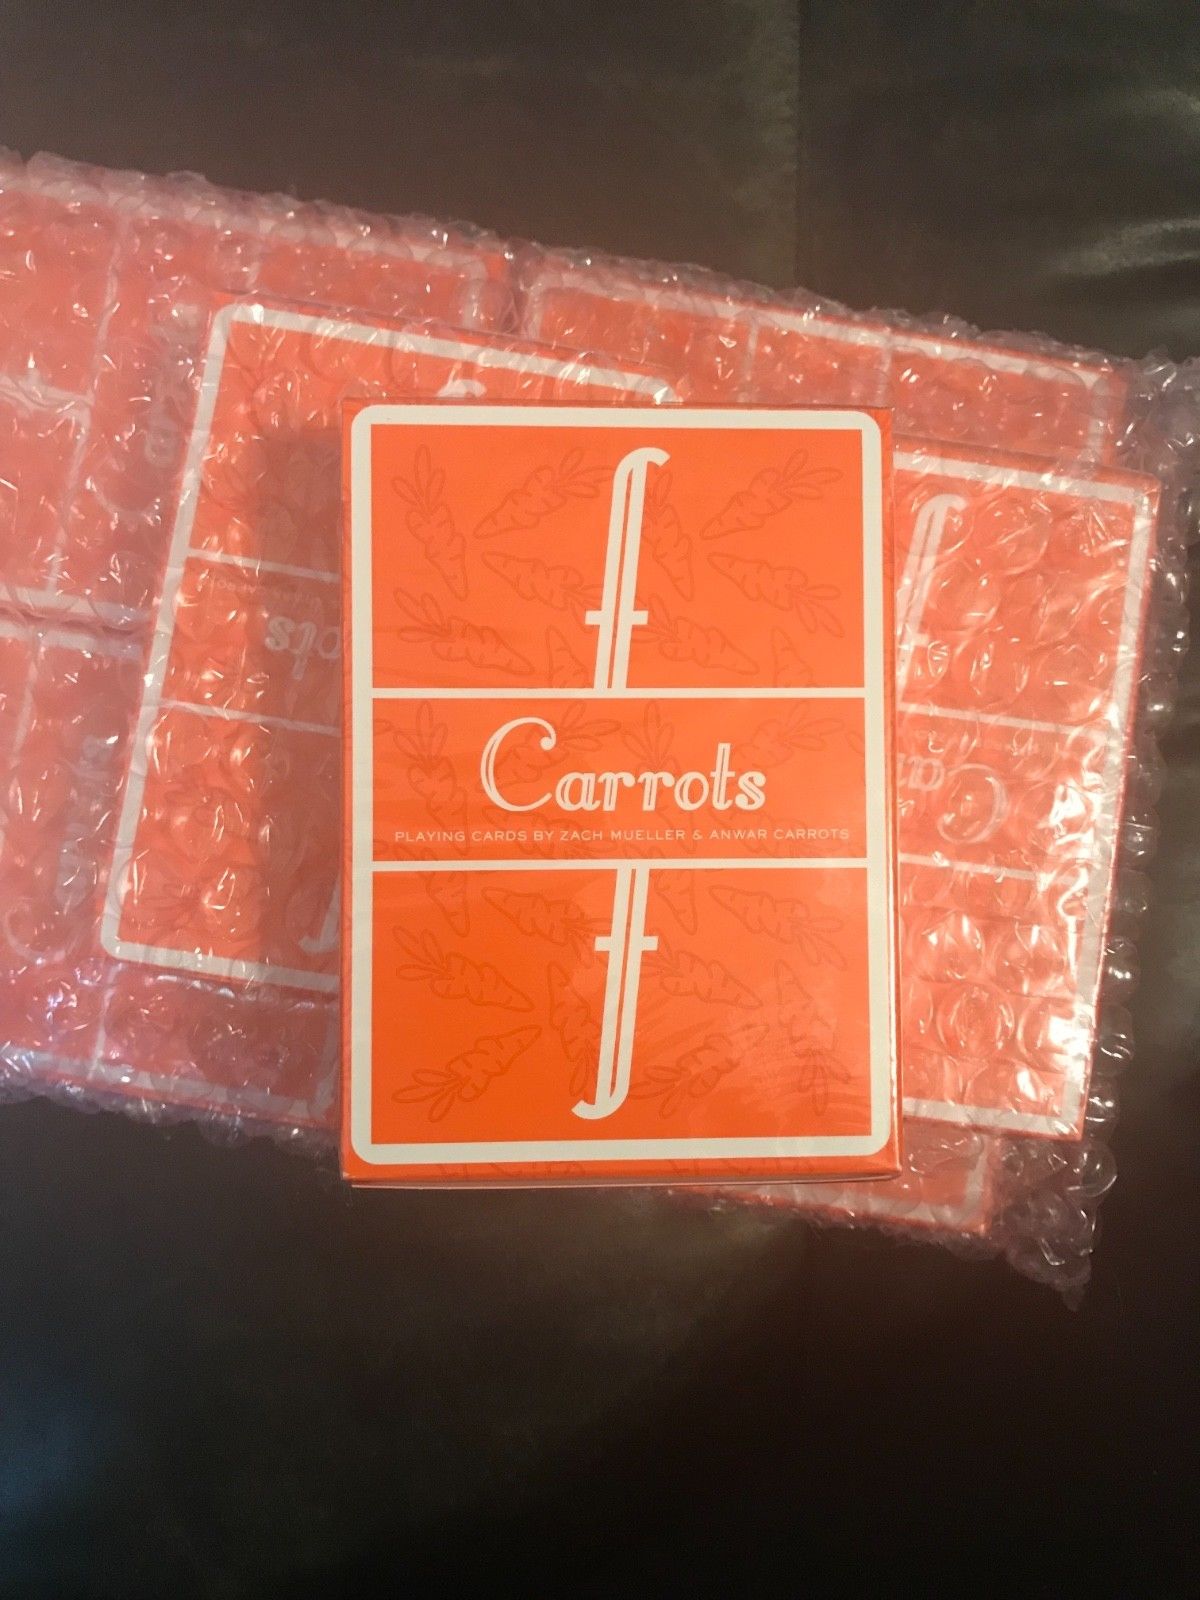 f
Carrots
PLAYING CARDS BY ZACH MUELLER & ANWAR CARROTS
f